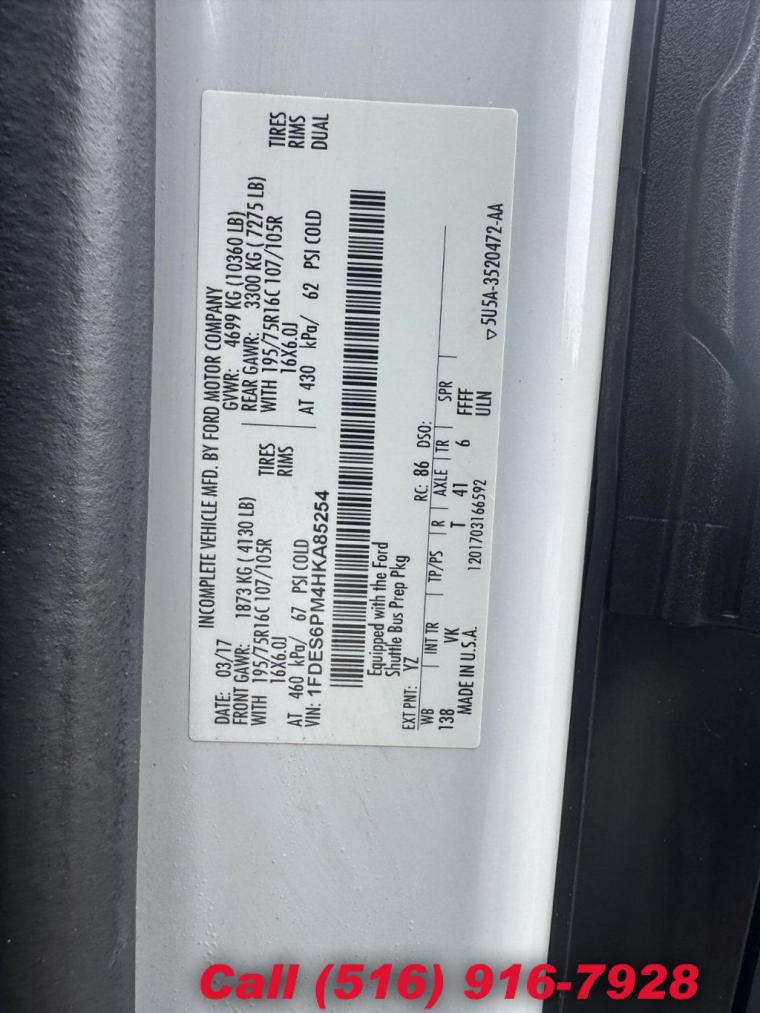 INCOMPLETE VEHICLE MFD. BY FORD MOTOR COMPANY
DATE: 03/17 GVWR: 4699 KG (10360 LB)
FRONT GAWR: 1873 KG ( 4130 LB) REAR GAWR: 3300 KG ( 7275 LB)
WITH 195/75R16C 107/105R TIRES WITH 195/75R16C 107/105R TIRES
16X6.0J RIMS 16X6.0J RIMS
AT 460 kPa/ 67 PSI COLD AT 430 kPa/ 62 PSI COLD DUAL
VIN: 1FDES6PM4HKA85254
Equipped with the Ford
Shuttle Bus Prep Pkg
EXT PNT: YZ RC: 86 DSO:
WB INT TR TP/PS R AXLE TR SPR
138 VK T 41 6 FFFF
MADE IN U.S.A. 1201703166592 ULN
▽5U5A-3520472-AA
Call (516) 916-7928